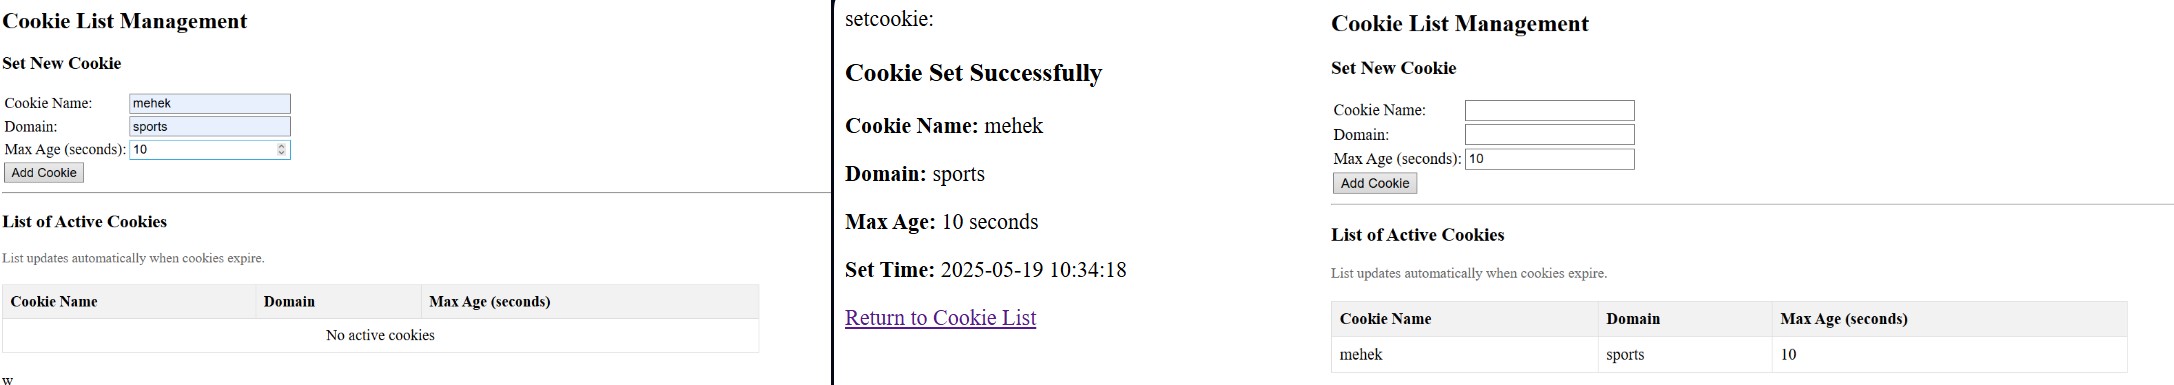 Cookie List Management
Set New Cookie
Cookie Name: mehek
Domain: sports
Max Age (seconds): 10
Add Cookie
List of Active Cookies
List updates automatically when cookies expire.
Cookie Name Domain Max Age (seconds)
No active cookies
w
setcookie:
Cookie Set Successfully
Cookie Name: mehek
Domain: sports
Max Age: 10 seconds
Set Time: 2025-05-19 10:34:18
Return to Cookie List
Cookie List Management
Set New Cookie
Cookie Name:
Domain:
Max Age (seconds): 10
Add Cookie
List of Active Cookies
List updates automatically when cookies expire.
Cookie Name Domain Max Age (seconds)
mehek sports 10